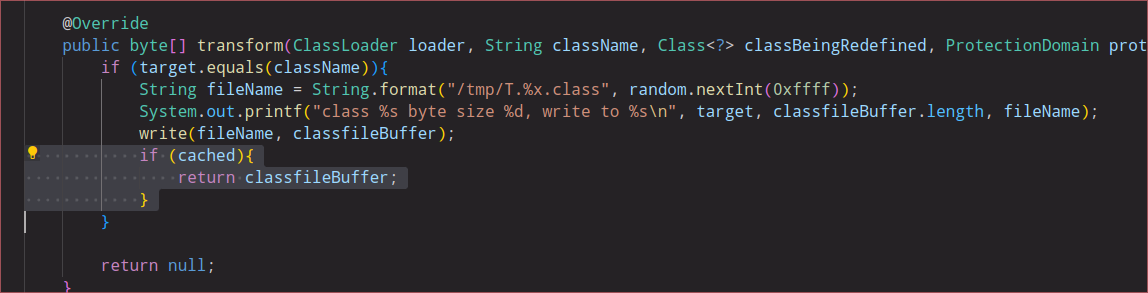 @Override
public byte[] transform(ClassLoader loader, String className, Class<?> classBeingRedefined, ProtectionDomain prot
if (target.equals(className)){
String fileName = String.format("/tmp/T.%x.class", random.nextInt(0xffff));
System.out.printf("class %s byte size %d, write to %s\n", target, classfileBuffer.length, fileName);
write(fileName, classfileBuffer);
if (cached){
return classfileBuffer;
}
}
return null;
}